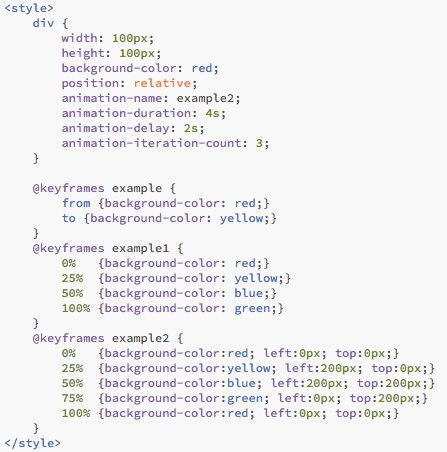 <style>
div {
width: 100px;
height: 100px;
background-color: red;
position: relative;
animation-name: example2;
animation-duration: 4s;
animation-delay: 2s;
animation-iteration-count: 3;
}
@keyframes example {
from {background-color: red;}
to {background-color: yellow;}
}
@keyframes example1 {
0% {background-color: red;}
25% {background-color: yellow;}
50% {background-color: blue;}
100% {background-color: green;}
}
@keyframes example2 {
0% {background-color:red; left:0px; top:0px;}
25% {background-color:yellow; left:200px; top:0px;}
50% {background-color:blue; left:200px; top:200px;}
75% {background-color:green; left:0px; top:200px;}
100% {background-color:red; left:0px; top:0px;}
}
</style>